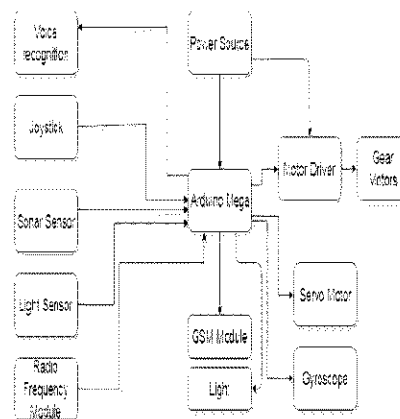 Voice
recognition
Power Source
Joystick
Motor Driver
Gear
Motors
Arduino Mega
Sonar Sensor
Light Sensor
Servo Motor
GSM Module
Radio
Frequency
Module
Light
Gyroscope